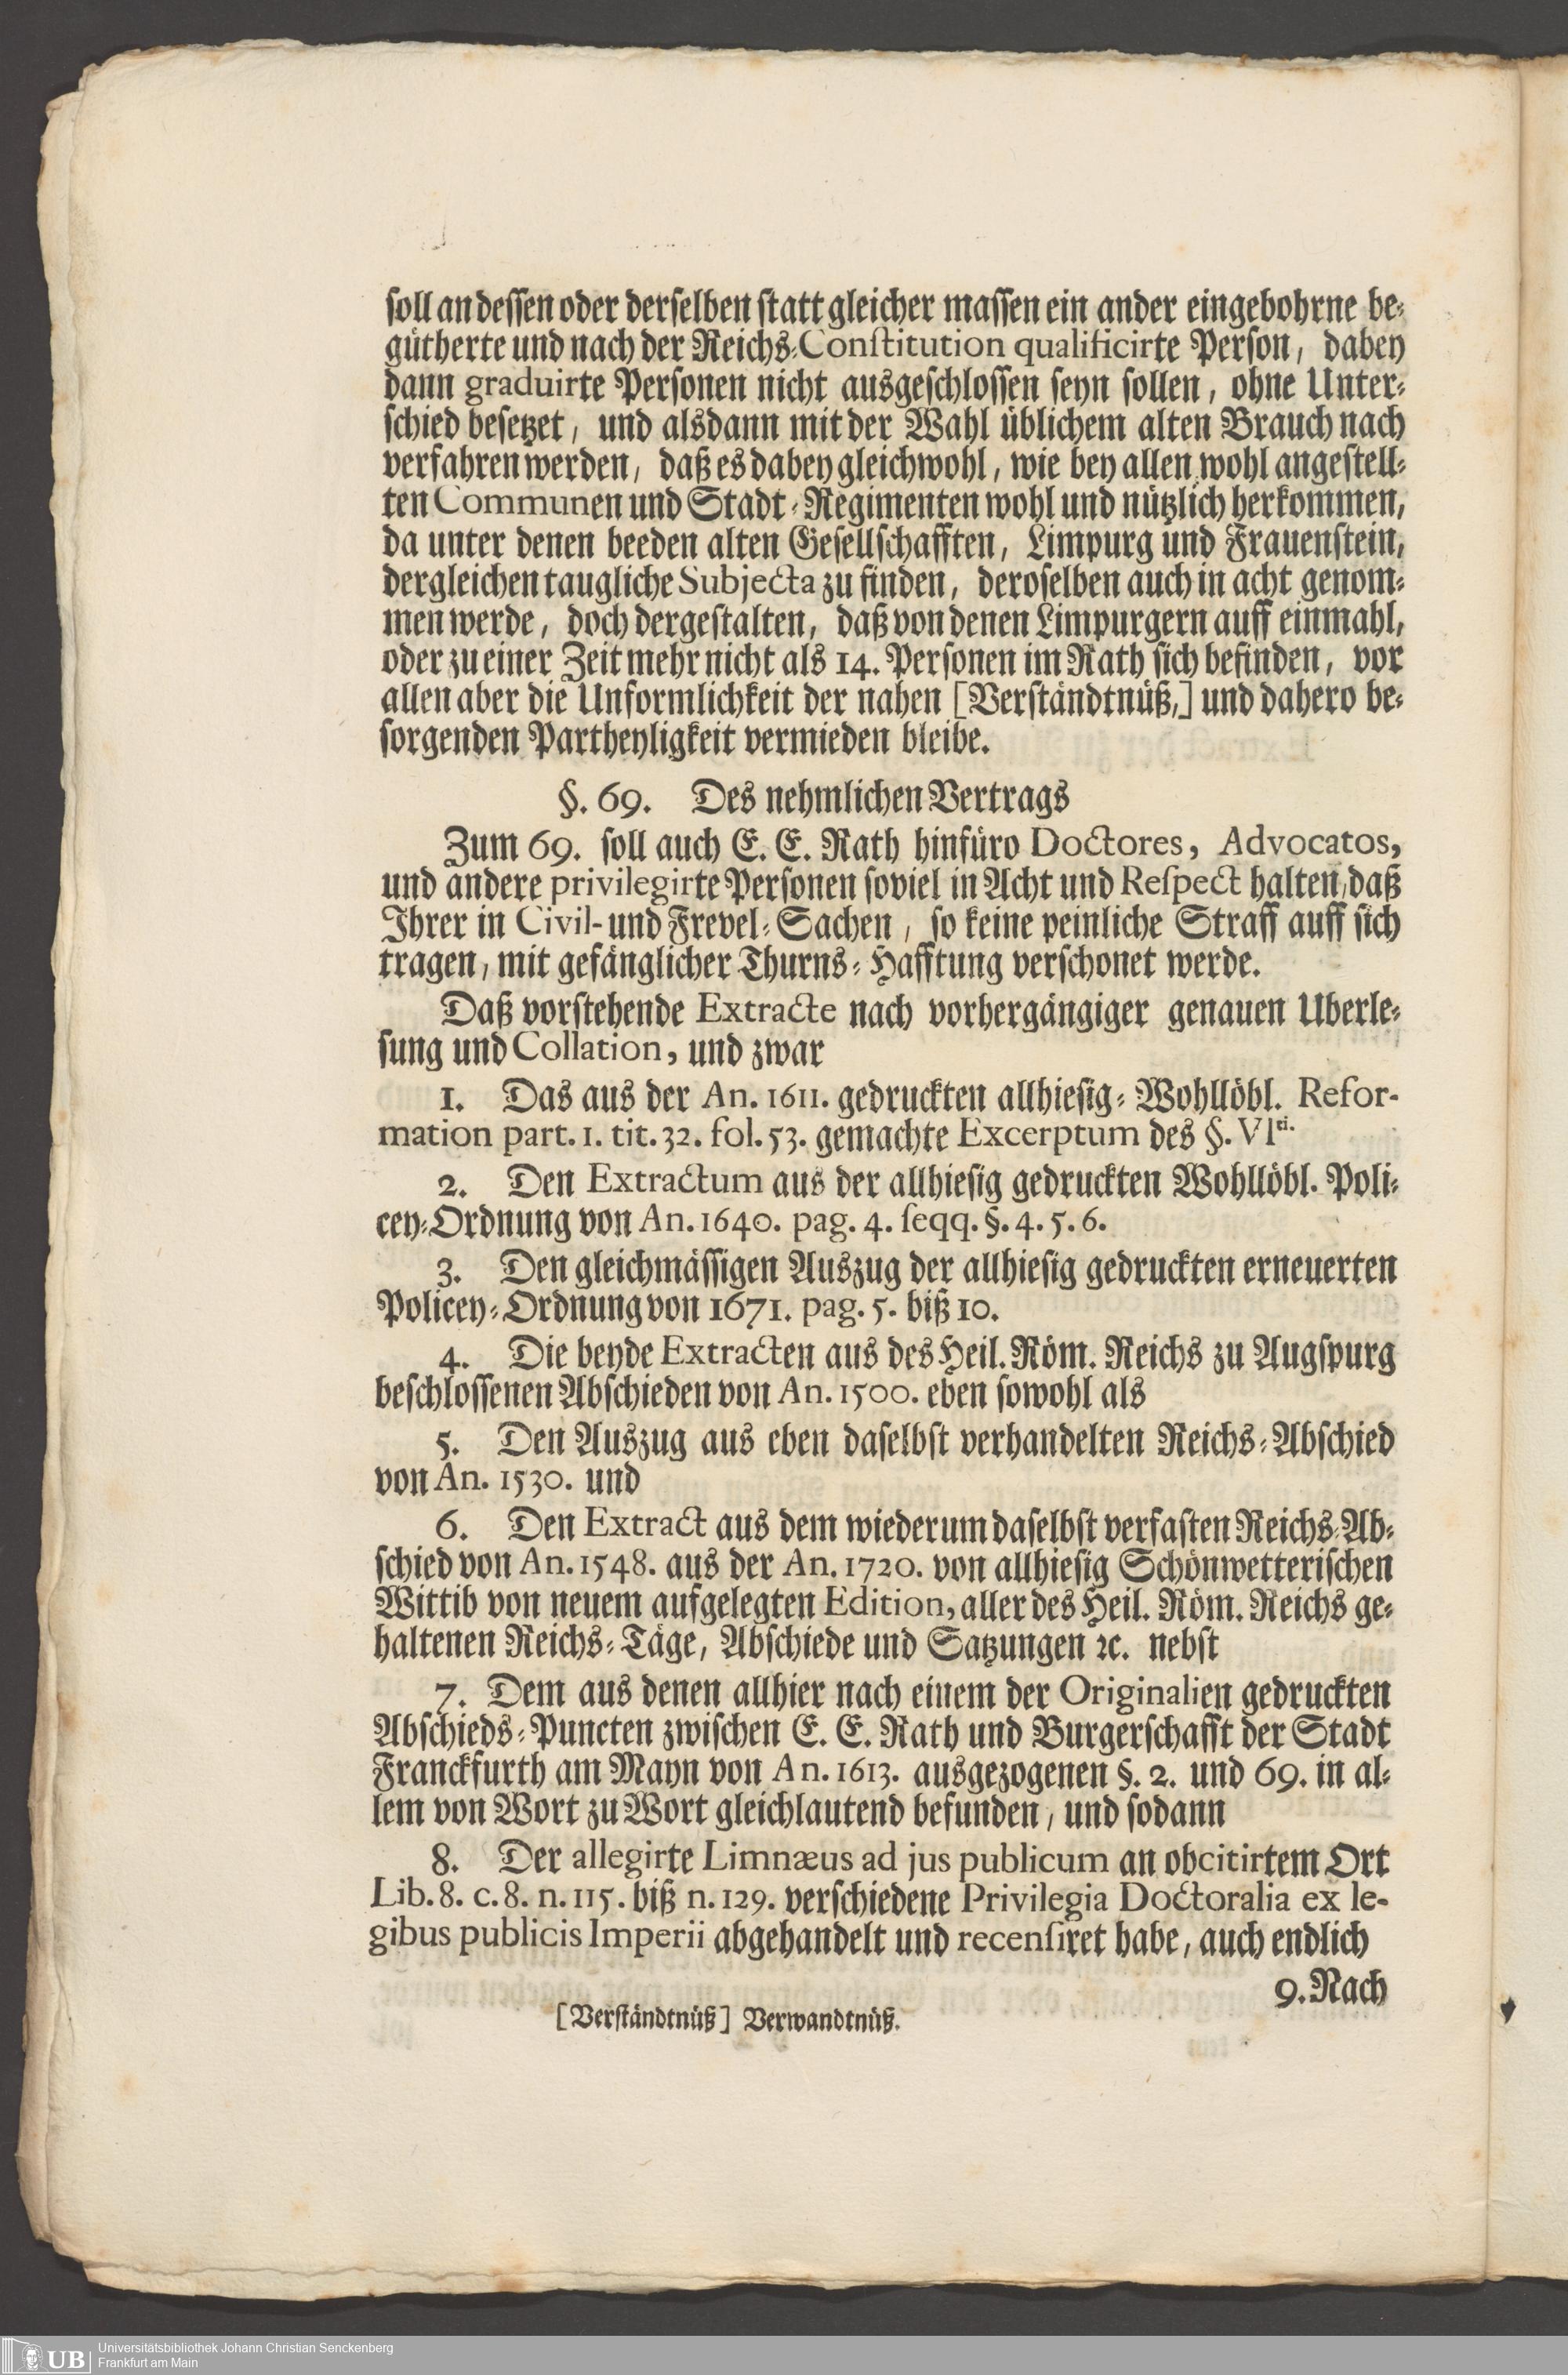 soll an dessen oder derselben statt gleicher massen ein ander eingebohrne be-
gütherte und nach der Reichs-Constitution qualificirte Person, dabey
dann graduirte Personen nicht ausgeschlossen seyn sollen, ohne Unter-
schied besetzet, und alsdann mit der Wahl üblichem alten Brauch nach
verfahren werden, daß es dabey gleichwohl, wie bey allen wohl angestell-
ten Communen und Stadt-Regimenten wohl und nützlich herkommen,
da unter denen beeden alten Gesellschafften, Limpurg und Frauenstein,
dergleichen taugliche Subjecta zu finden, deroselben auch in acht genom-
men werde, doch dergestalten, daß von denen Limpurgern auff einmahl,
oder zu einer Zeit mehr nicht als 14. Personen im Rath sich befinden, vor
allen aber die Unformlichkeit der nahen [Verständtnüß,] und dahero be-
sorgenden Partheyligkeit vermieden bleibe.
§. 69. Des nehmlichen Vertrags
Zum 69. soll auch E. E. Rath hinfüro Doctores, Advocatos,
und andere privilegirte Personen soviel in Acht und Respect halten, daß
Ihrer in Civil- und Frevel-Sachen, so keine peinliche Straff auff sich
tragen, mit gefänglicher Thurns-Hafftung verschonet werde.
Daß vorstehende Extracte nach vorhergängiger genauen Uberle-
sung und Collation, und zwar
1. Das aus der An. 1611. gedruckten allhiesig-Wohllöbl. Refor-
mation part. 1. tit. 32. fol. 53. gemachte Excerptum des §. VI^ti.
2. Den Extractum aus der allhiesig gedruckten Wohllöbl. Poli-
cey-Ordnung von An. 1640. pag. 4. seqq. §. 4. 5. 6.
3. Den gleichmässigen Auszug der allhiesig gedruckten erneuerten
Policey-Ordnung von 1671. pag. 5. biß 10.
4. Die beyde Extracten aus des Heil. Röm. Reichs zu Augspurg
beschlossenen Abschieden von An. 1500. eben sowohl als
5. Den Auszug aus eben daselbst verhandelten Reichs-Abschied
von An. 1530. und
6. Den Extract aus dem wiederum daselbst verfasten Reichs-Ab-
schied von An. 1548. aus der An. 1720. von allhiesig Schönwetterischen
Wittib von neuem aufgelegten Edition, aller des Heil. Röm. Reichs ge-
haltenen Reichs-Täge, Abschiede und Satzungen ꝛc. nebst
7. Dem aus denen allhier nach einem der Originalien gedruckten
Abschieds-Puncten zwischen E. E. Rath und Burgerschafft der Stadt
Franckfurth am Mayn von An. 1613. ausgezogenen §. 2. und 69. in al-
lem von Wort zu Wort gleichlautend befunden, und sodann
8. Der allegirte Limnæus ad jus publicum an obcitirtem Ort
Lib. 8. c. 8. n. 115. biß n. 129. verschiedene Privilegia Doctoralia ex le-
gibus publicis Imperii abgehandelt und recensiret habe, auch endlich
9. Nach
[Verständtnüß] Verwandtnüß.
UB
Universitätsbibliothek Johann Christian Senckenberg
Frankfurt am Main